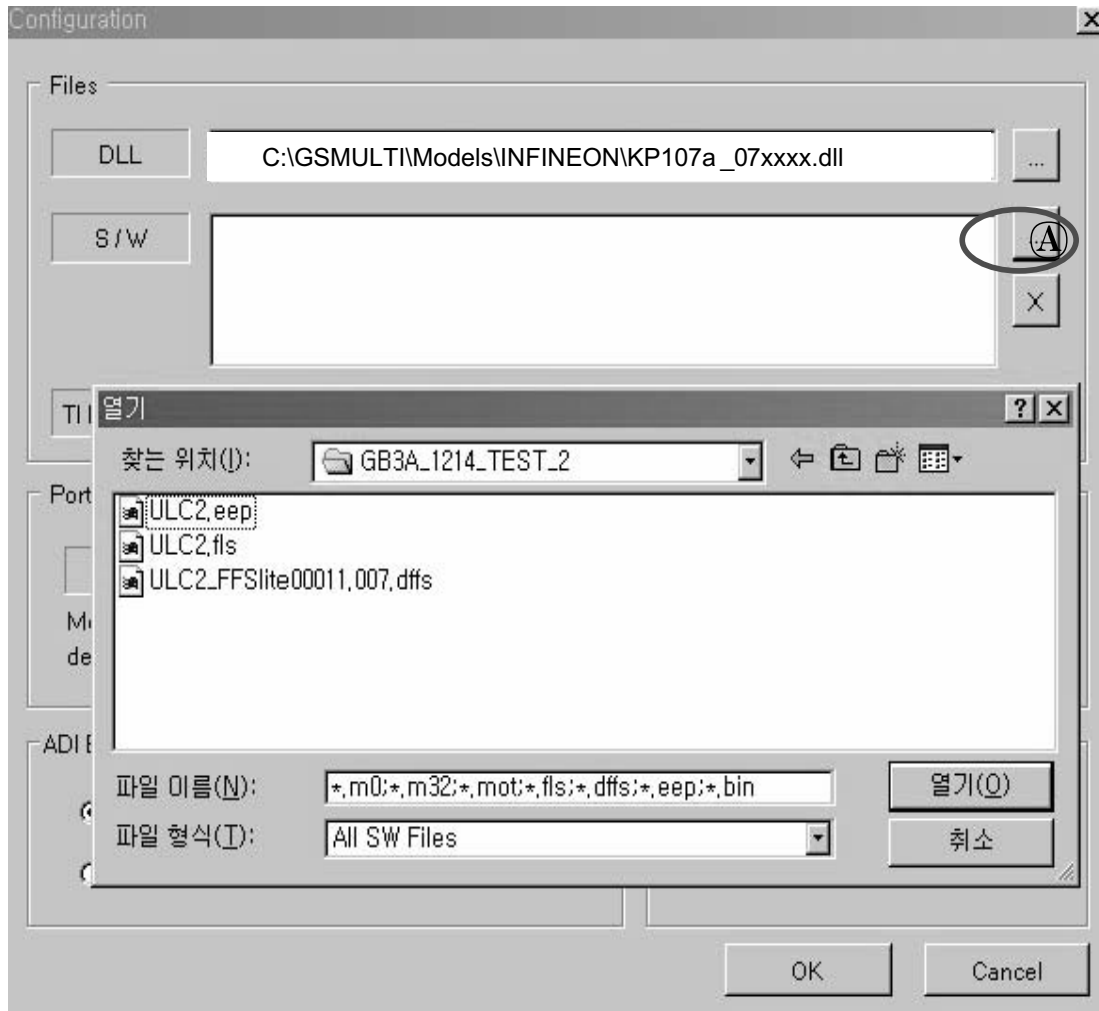 Configuration
Files
DLL
C:\GSMULTI\Models\INFINEON\KP107a _07xxxx.dll
...
S/W
Ⓐ
X
TI
열기
찾는 위치(I):
GB3A_1214_TEST_2
Port
ULC2.eep
ULC2.fls
ULC2_FFSlite00011.007.dffs
de
ADI
파일 이름(N):
*.m0;*.m32;*.mot;*.fls;*.dffs;*.eep;*.bin
열기(O)
파일 형식(T):
All SW Files
취소
OK
Cancel